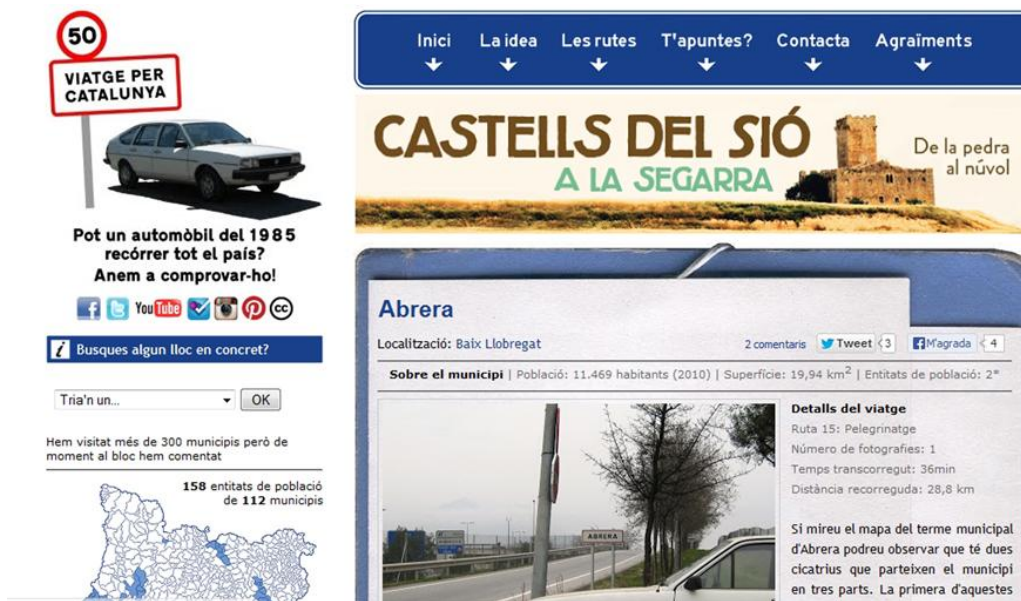 50
VIATGE PER
CATALUNYA
Pot un automòbil del 1985
recórrer tot el país?
Anem a comprovar-ho!
You Tube
cc
i Busques algun lloc en concret?
Tria'n un...
OK
Hem visitat més de 300 municipis però de
moment al bloc hem comentat
158 entitats de població
de 112 municipis
Inici La idea Les rutes T'apuntes? Contacta Agraïments
CASTELLS DEL SIÓ
A LA SEGARRA
De la pedra
al núvol
Abrera
Localització: Baix Llobregat
2 comentaris Tweet 3 M'agrada 4
Sobre el municipi | Població: 11.469 habitants (2010) | Superfície: 19,94 km² | Entitats de població: 2*
ABRERA
Detalls del viatge
Ruta 15: Pelegrinatge
Número de fotografies: 1
Temps transcorregut: 36min
Distància recorreguda: 28,8 km
Si mireu el mapa del terme municipal
d'Abrera podreu observar que té dues
cicatrius que parteixen el municipi
en tres parts. La primera d'aquestes